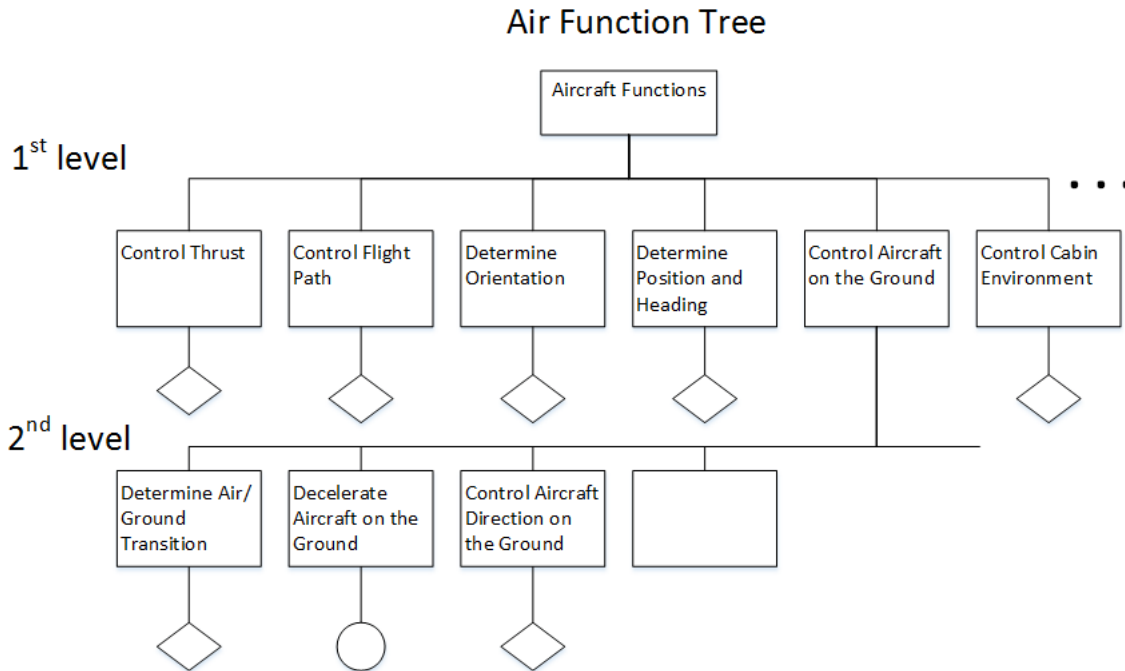 Air Function Tree
Aircraft Functions
1st level
. . .
Control Thrust
Control Flight
Path
Determine
Orientation
Determine
Position and
Heading
Control Aircraft
on the Ground
Control Cabin
Environment
2nd level
Determine Air/
Ground
Transition
Decelerate
Aircraft on the
Ground
Control Aircraft
Direction on
the Ground